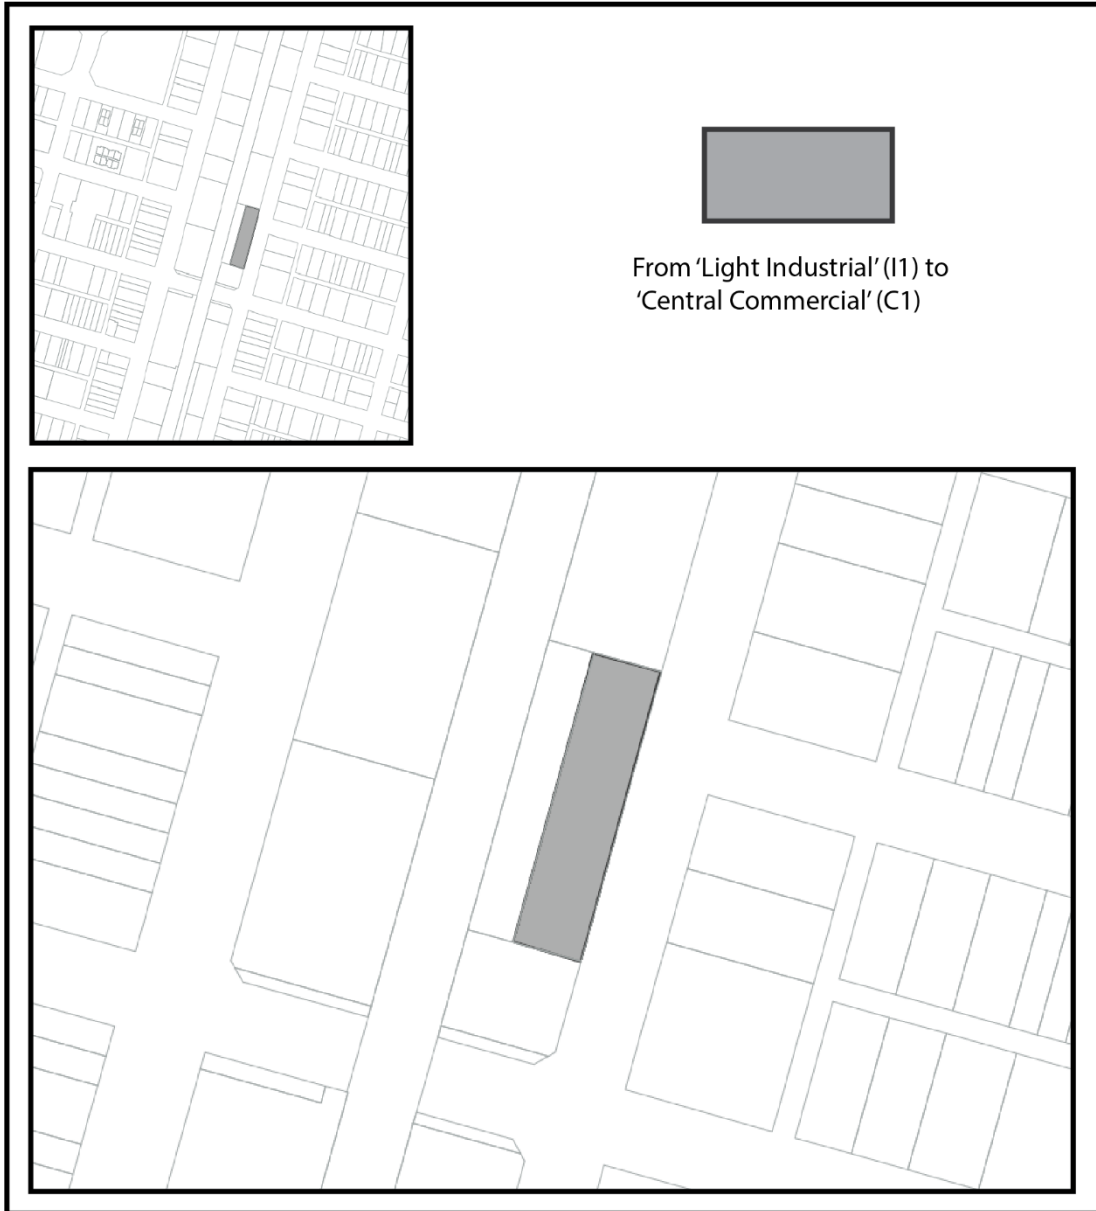 From ‘Light Industrial’ (I1) to
‘Central Commercial’ (C1)